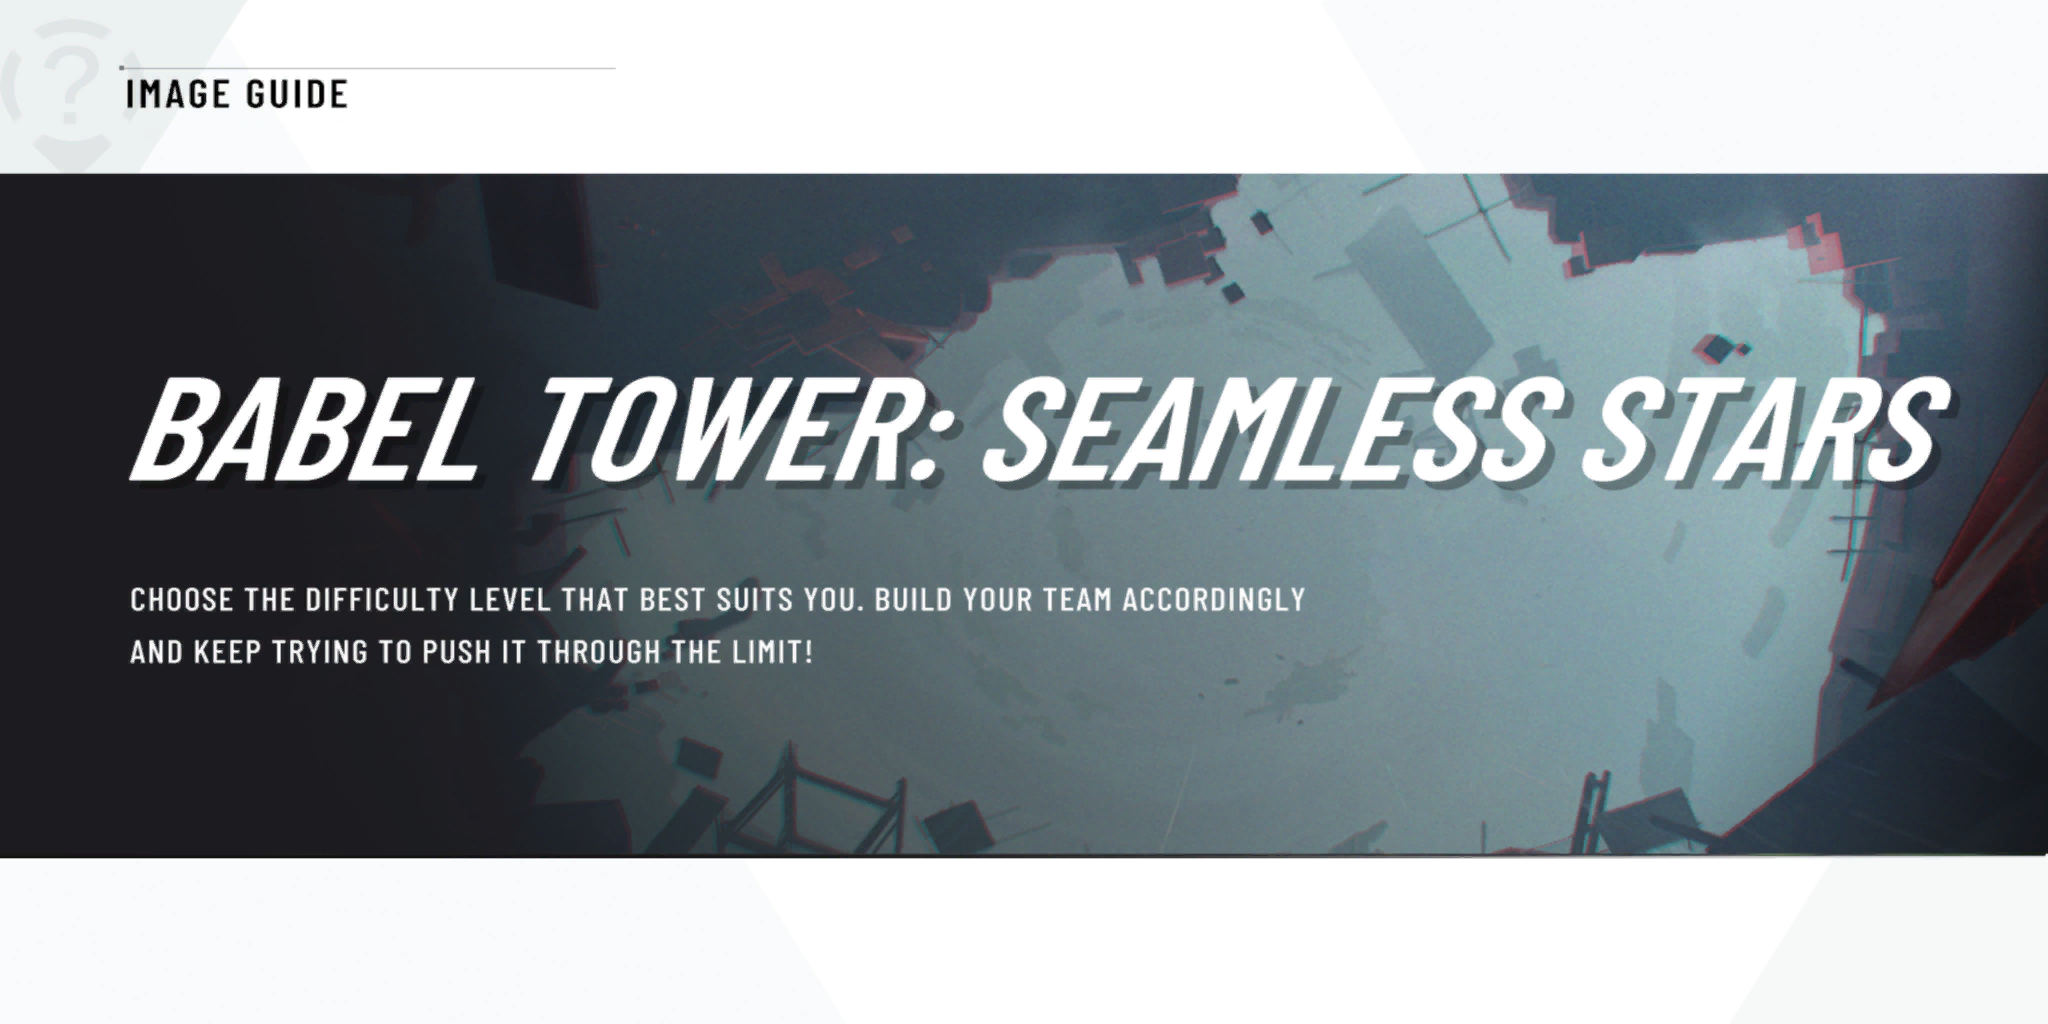 IMAGE GUIDE
BABEL TOWER: SEAMLESS STARS
CHOOSE THE DIFFICULTY LEVEL THAT BEST SUITS YOU. BUILD YOUR TEAM ACCORDINGLY
AND KEEP TRYING TO PUSH IT THROUGH THE LIMIT!